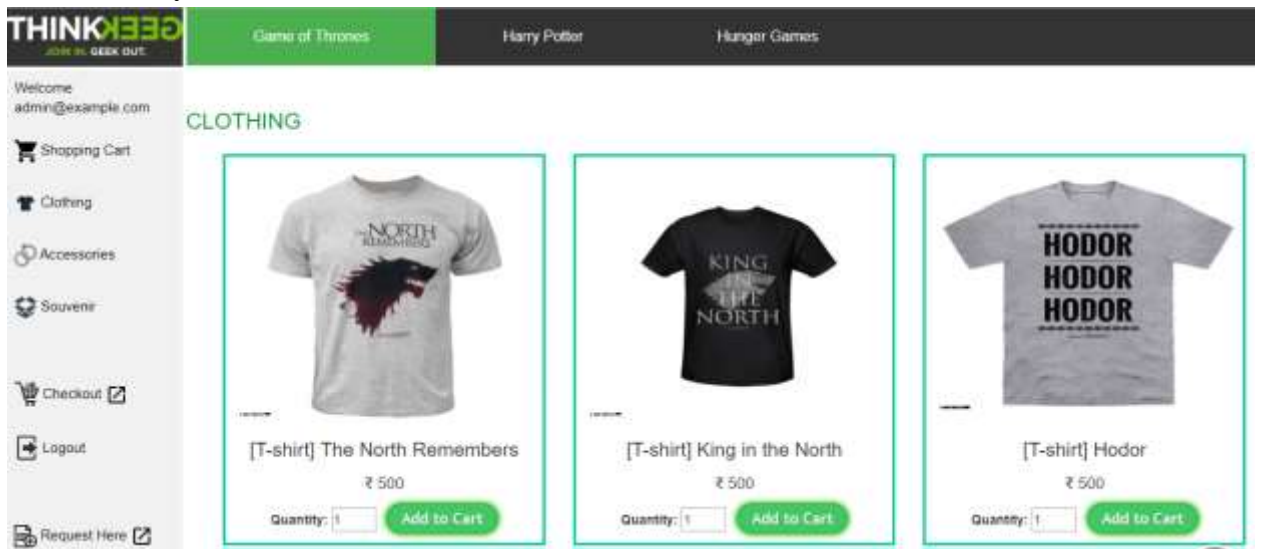 THINKGEEK
JOIN IN. GEEK OUT.
Game of Thrones
Harry Potter
Hunger Games
Welcome
admin@example.com
Shopping Cart
Clothing
Accessories
Souvenir
Checkout
Logout
Request Here
CLOTHING
THE NORTH
REMEMBERS
[T-shirt] The North Remembers
₹ 500
Quantity: 1 Add to Cart
KING
IN
THE
NORTH
[T-shirt] King in the North
₹ 500
Quantity: 1 Add to Cart
HODOR
HODOR
HODOR
[T-shirt] Hodor
₹ 500
Quantity: 1 Add to Cart